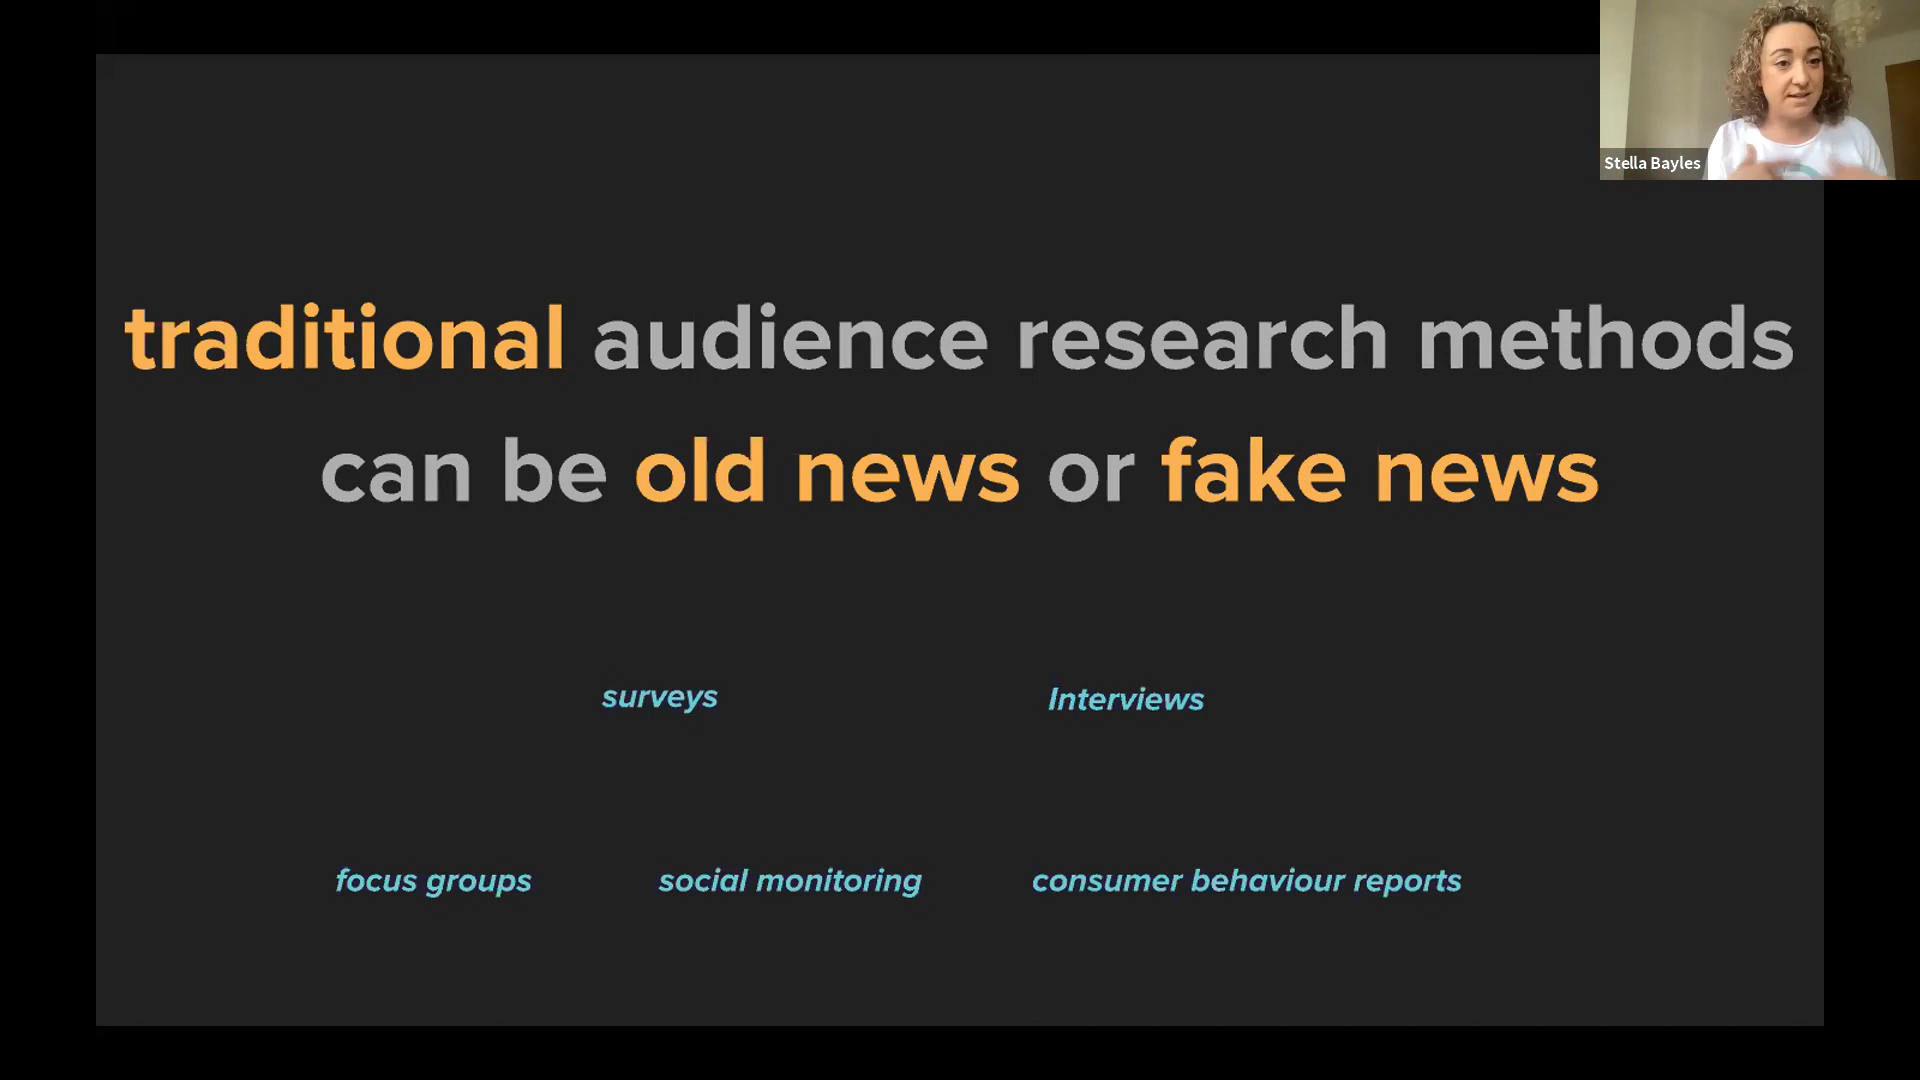 Stella Bayles
traditional audience research methods
can be old news or fake news
surveys
Interviews
focus groups
social monitoring
consumer behaviour reports